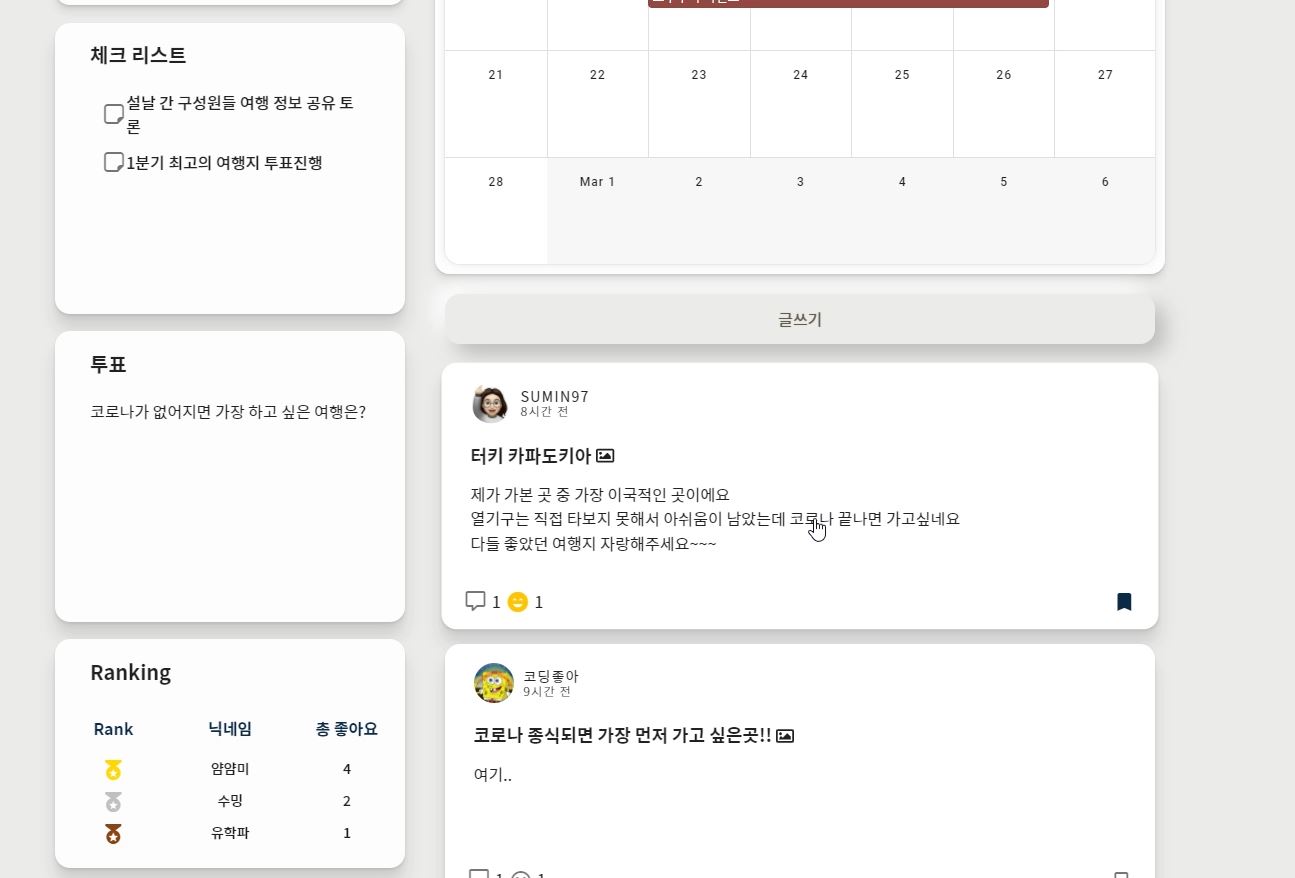 체크 리스트
설날 간 구성원들 여행 정보 공유 토
론
1분기 최고의 여행지 투표진행
투표
코로나가 없어지면 가장 하고 싶은 여행은?
Ranking
Rank 닉네임 총 좋아요
얌얌미 4
수밍 2
유학파 1
21 22 23 24 25 26 27
28 Mar 1 2 3 4 5 6
글쓰기
SUMIN97
8시간 전
터키 카파도키아
제가 가본 곳 중 가장 이국적인 곳이에요
열기구는 직접 타보지 못해서 아쉬움이 남았는데 코로나 끝나면 가고싶네요
다들 좋았던 여행지 자랑해주세요~~~
1 1
코딩좋아
9시간 전
코로나 종식되면 가장 먼저 가고 싶은곳!!
여기..
1 1